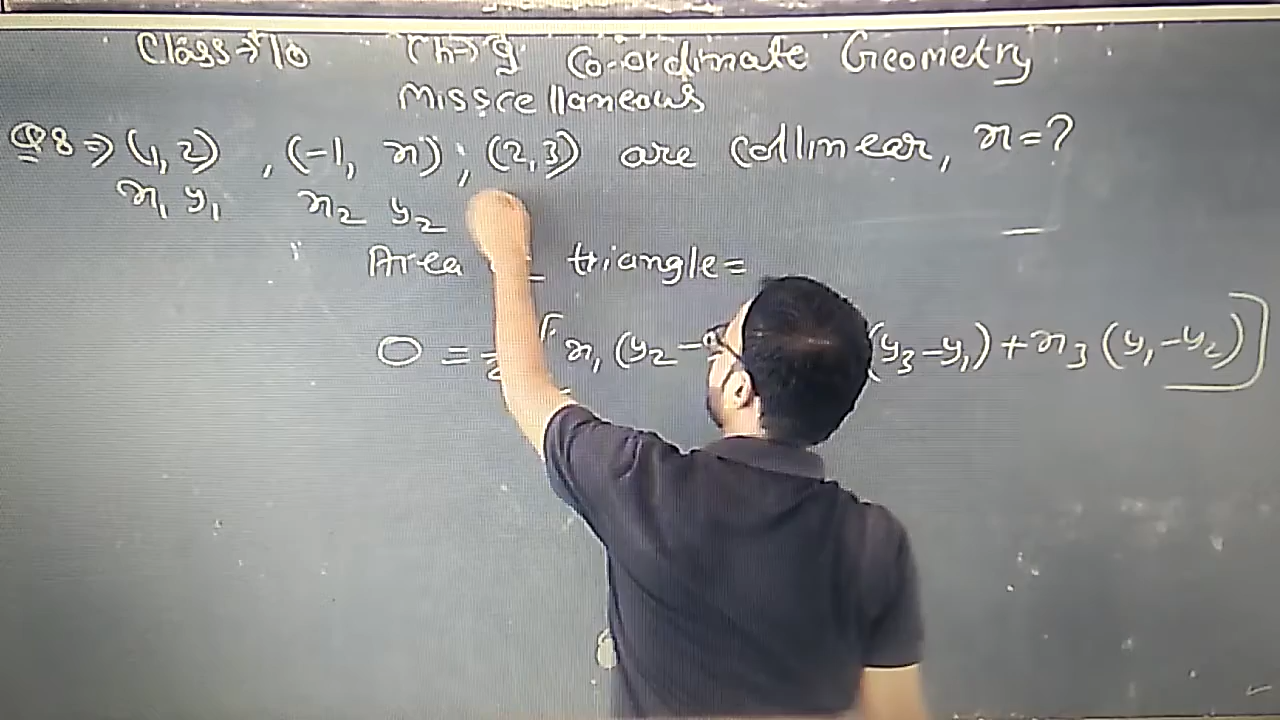 Class→10 Ch→9 Co-ordinate Geometry
Misscellaneous
Q8⇒ (1,2), (-1, x), (2,3) are collinear, x=?
x₁ y₁ x₂ y₂
Area triangle=
0 = [x₁ (y₂- (y₃-y₁)+x₃ (y₁-y₂)]